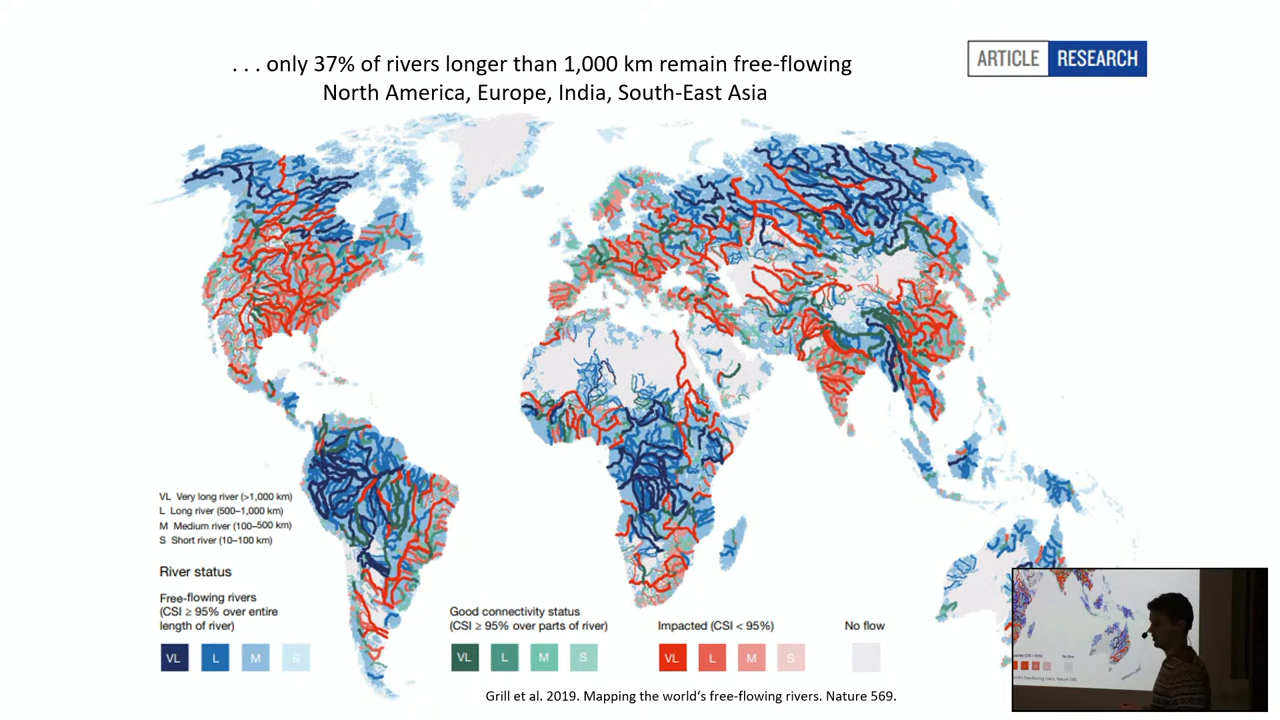 . . . only 37% of rivers longer than 1,000 km remain free-flowing
North America, Europe, India, South-East Asia
ARTICLE RESEARCH
VL Very long river (>1,000 km)
L Long river (500–1,000 km)
M Medium river (100–500 km)
S Short river (10–100 km)
River status
Free-flowing rivers
(CSI ≥ 95% over entire
length of river)
VL L M S
Good connectivity status
(CSI ≥ 95% over parts of river)
VL L M S
Impacted (CSI < 95%)
VL L M S
No flow
Grill et al. 2019. Mapping the world's free-flowing rivers. Nature 569.